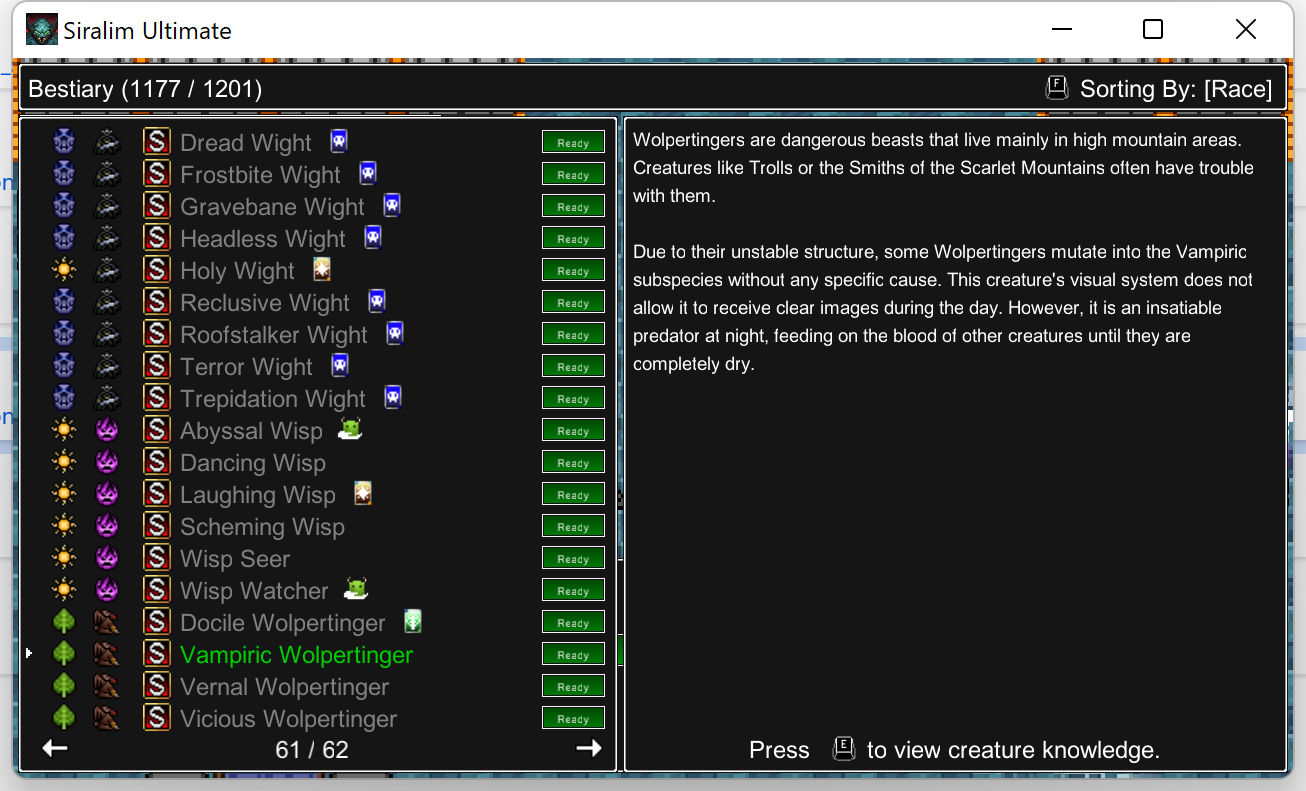 Siralim Ultimate
Bestiary (1177 / 1201)
F Sorting By: [Race]
S Dread Wight Ready
S Frostbite Wight Ready
S Gravebane Wight Ready
S Headless Wight Ready
S Holy Wight Ready
S Reclusive Wight Ready
S Roofstalker Wight Ready
S Terror Wight Ready
S Trepidation Wight Ready
S Abyssal Wisp Ready
S Dancing Wisp Ready
S Laughing Wisp Ready
S Scheming Wisp Ready
S Wisp Seer Ready
S Wisp Watcher Ready
S Docile Wolpertinger Ready
S Vampiric Wolpertinger Ready
S Vernal Wolpertinger Ready
S Vicious Wolpertinger Ready
61 / 62
Wolpertingers are dangerous beasts that live mainly in high mountain areas.
Creatures like Trolls or the Smiths of the Scarlet Mountains often have trouble
with them.
Due to their unstable structure, some Wolpertingers mutate into the Vampiric
subspecies without any specific cause. This creature's visual system does not
allow it to receive clear images during the day. However, it is an insatiable
predator at night, feeding on the blood of other creatures until they are
completely dry.
Press E to view creature knowledge.